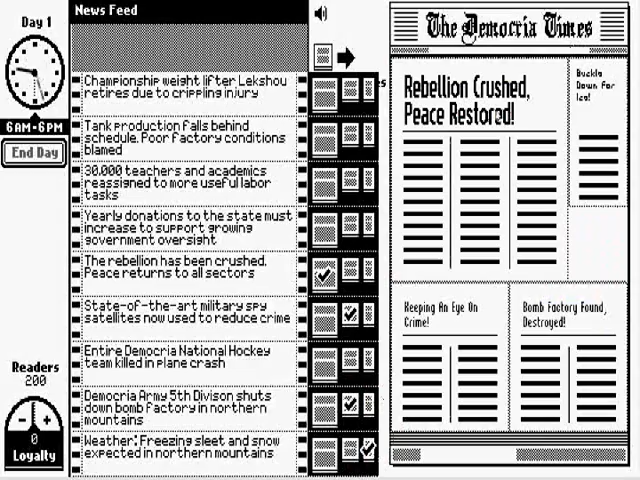 Day 1
News Feed
The Democria Times
Championship weight lifter Lekshou
retires due to crippling injury
Rebellion Crushed,
Peace Restored!
Buckle
Down For
Ice!
6AM-6PM
End Day
Tank production falls behind
schedule. Poor factory conditions
blamed
30,000 teachers and academics
reassigned to more useful labor
tasks
Yearly donations to the state must
increase to support growing
government oversight
The rebellion has been crushed.
Peace returns to all sectors
State-of-the-art military spy
satellites now used to reduce crime
Keeping An Eye On
Crime!
Bomb Factory Found,
Destroyed!
Entire Democria National Hockey
team killed in plane crash
Readers
200
Democria Army 5th Divison shuts
down bomb factory in northern
mountains
- +
0
Loyalty
Weather: Freezing sleet and snow
expected in northern mountains